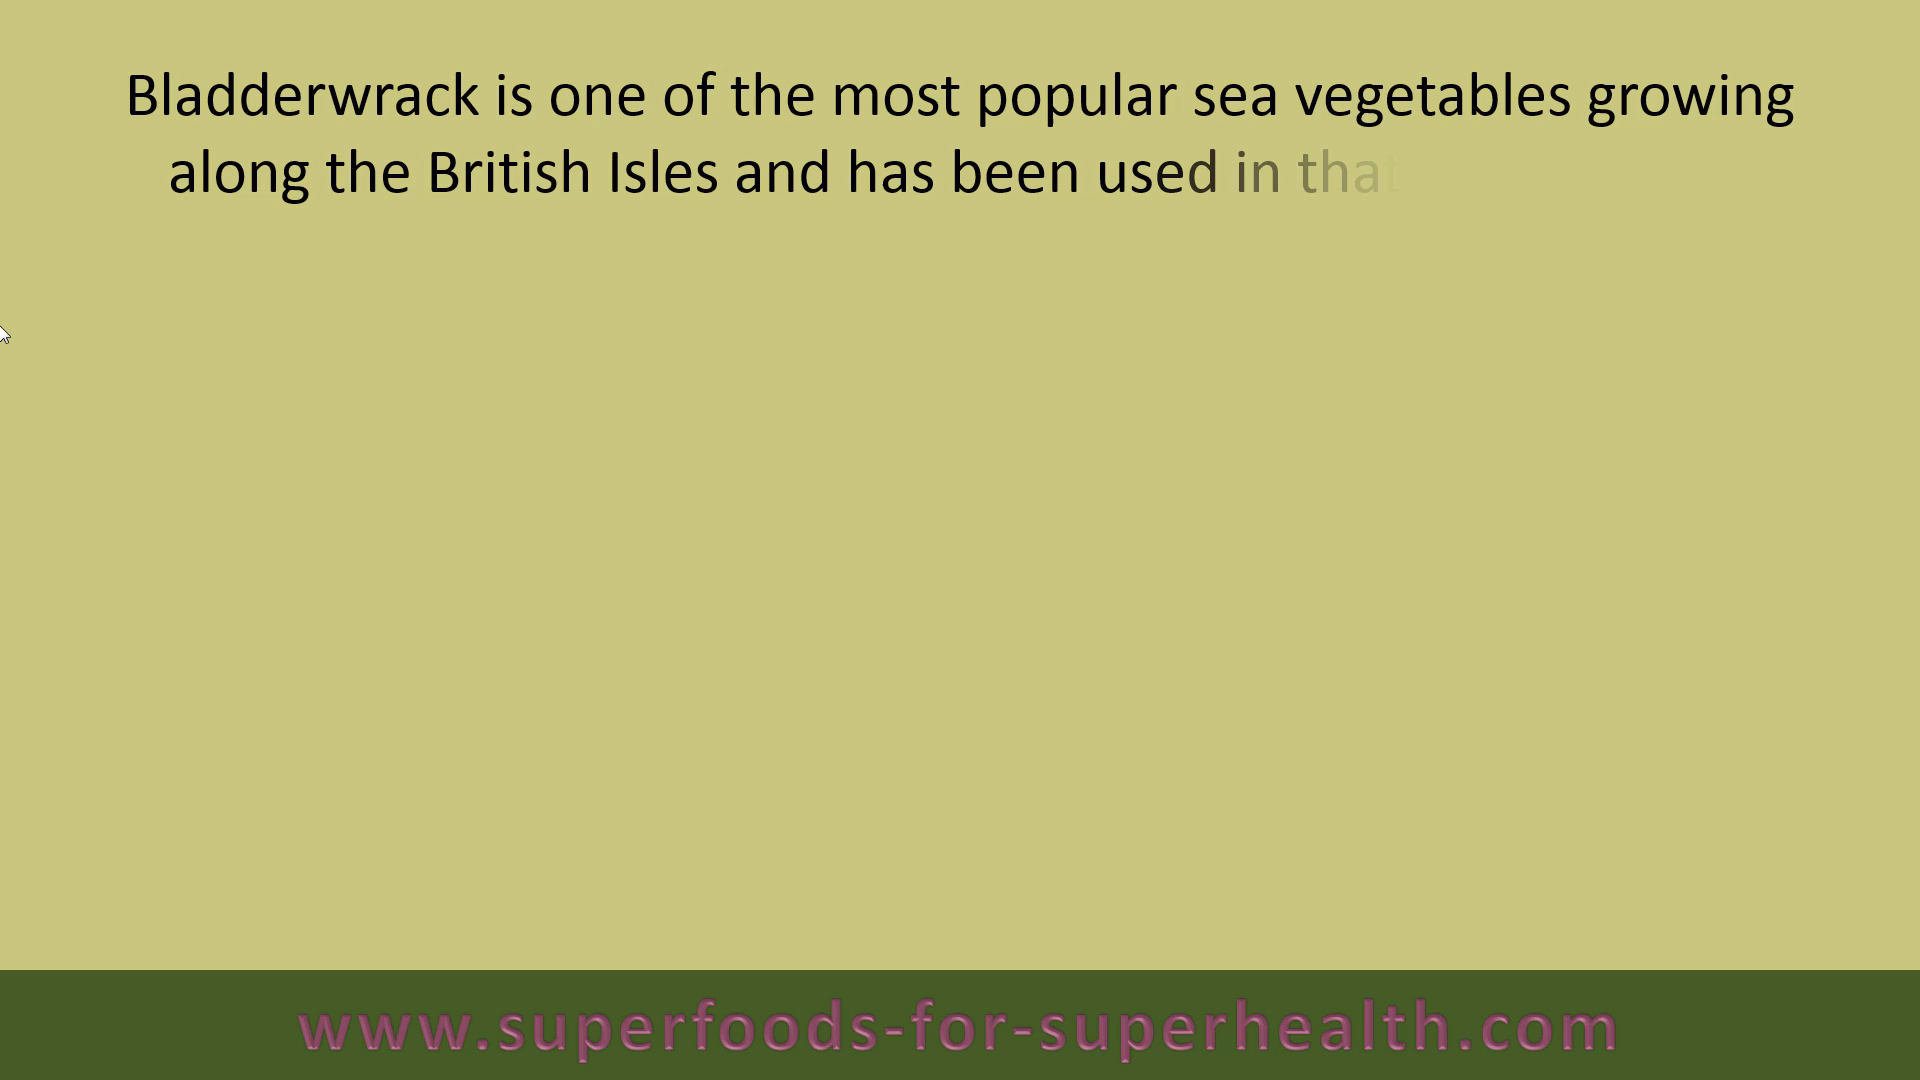 Bladderwrack is one of the most popular sea vegetables growing
along the British Isles and has been used in that
www.superfoods-for-superhealth.com